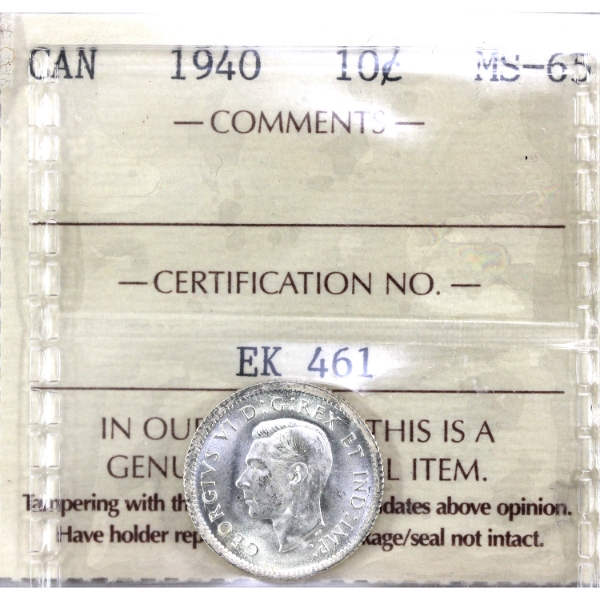 CAN 1940 10¢ MS-65
— COMMENTS —
— CERTIFICATION NO. —
EK 461
IN OU THIS IS A
GENU L ITEM.
Tampering with th dates above opinion.
Have holder rep kage/seal not intact.
GEORGIVS VI D:G:REX ET IND:IMP: